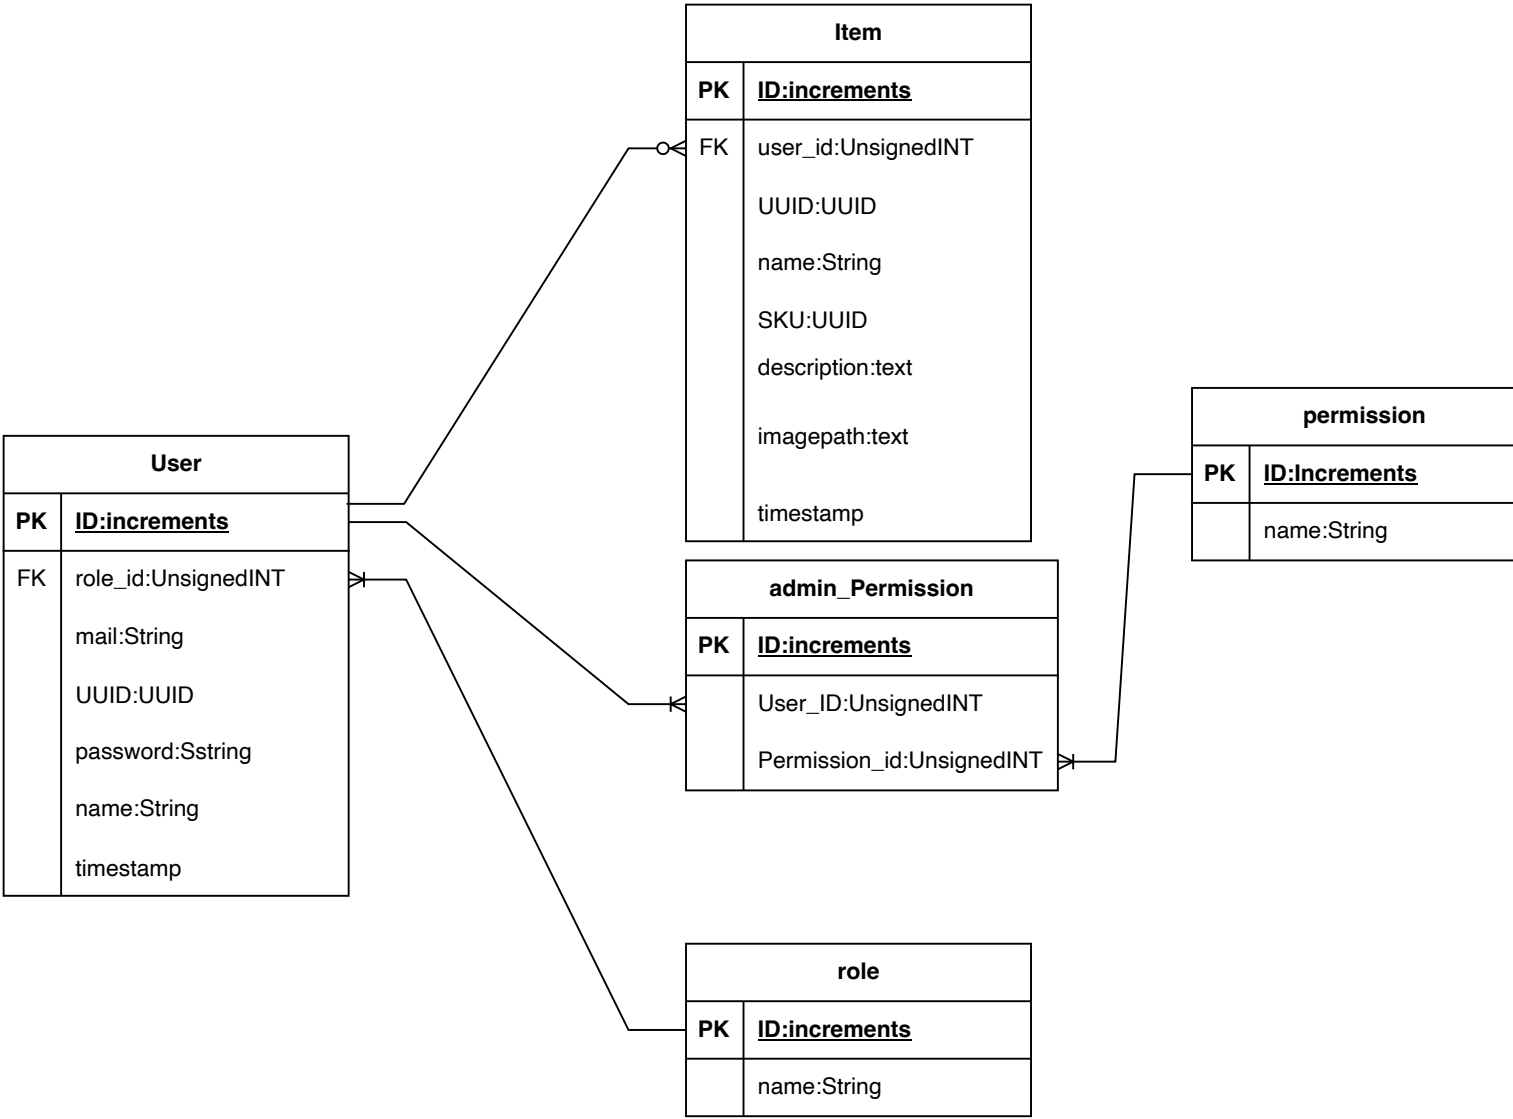 Item
PK ID:increments
FK user_id:UnsignedINT
UUID:UUID
name:String
SKU:UUID
description:text
imagepath:text
timestamp
User
PK ID:increments
FK role_id:UnsignedINT
mail:String
UUID:UUID
password:Sstring
name:String
timestamp
admin_Permission
PK ID:increments
User_ID:UnsignedINT
Permission_id:UnsignedINT
permission
PK ID:Increments
name:String
role
PK ID:increments
name:String